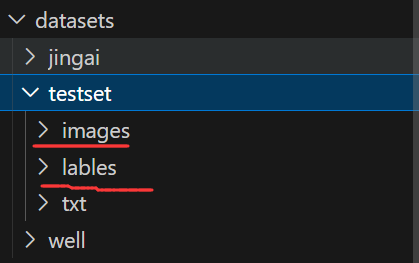 datasets
jingai
testset
images
lables
txt
well